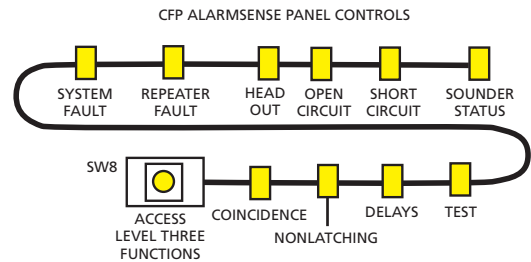 CFP ALARMSENSE PANEL CONTROLS
SYSTEM
FAULT
REPEATER
FAULT
HEAD
OUT
OPEN
CIRCUIT
SHORT
CIRCUIT
SOUNDER
STATUS
SW8
ACCESS
LEVEL THREE
FUNCTIONS
COINCIDENCE
NONLATCHING
DELAYS
TEST